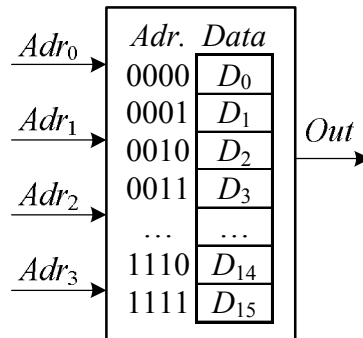 Adr. Data
Adr₀
0000 D₀
Adr₁
0001 D₁
0010 D₂
Out
0011 D₃
Adr₂
... ...
Adr₃
1110 D₁₄
1111 D₁₅